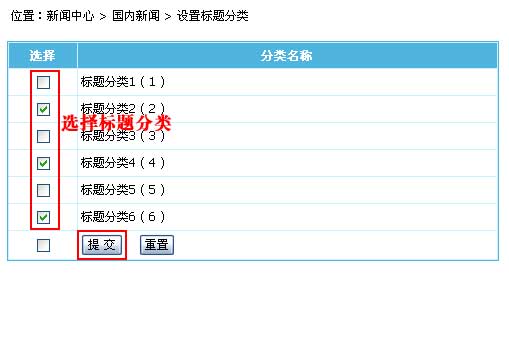 位置：新闻中心 > 国内新闻 > 设置标题分类
选择 分类名称
标题分类1（1）
标题分类2（2）
选择标题分类
标题分类3（3）
标题分类4（4）
标题分类5（5）
标题分类6（6）
提 交 重置